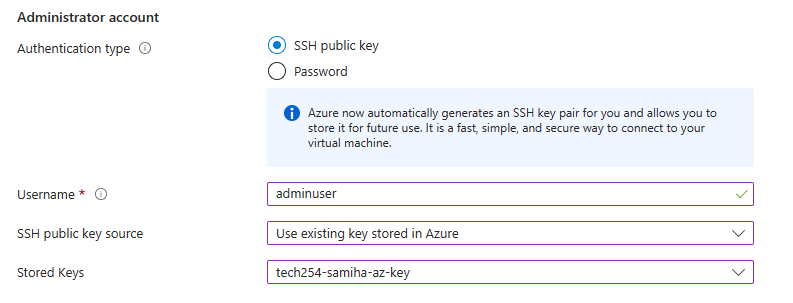 Administrator account
Authentication type
SSH public key
Password
Azure now automatically generates an SSH key pair for you and allows you to
store it for future use. It is a fast, simple, and secure way to connect to your
virtual machine.
Username *
adminuser
SSH public key source
Use existing key stored in Azure
Stored Keys
tech254-samiha-az-key